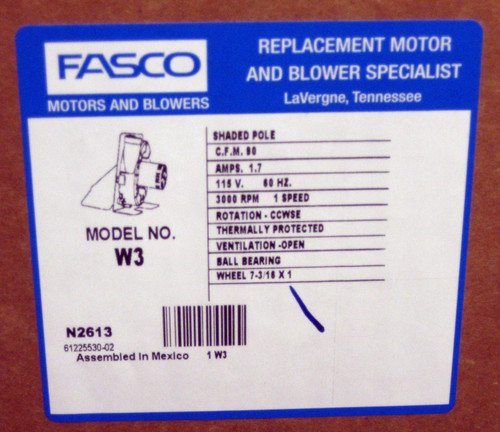 FASCO
MOTORS AND BLOWERS
REPLACEMENT MOTOR
AND BLOWER SPECIALIST
LaVergne, Tennessee
MODEL NO.
W3
SHADED POLE
C.F.M. 90
AMPS. 1.7
115 V. 60 HZ.
3000 RPM 1 SPEED
ROTATION - CCWSE
THERMALLY PROTECTED
VENTILATION -OPEN
BALL BEARING
WHEEL 7-3/16 X 1
N2613
61225530-02
Assembled In Mexico 1 W3